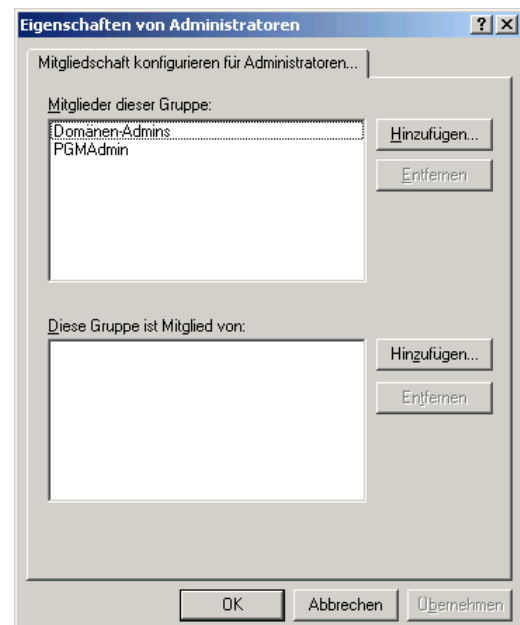 Eigenschaften von Administratoren
Mitgliedschaft konfigurieren für Administratoren...
Mitglieder dieser Gruppe:
Domänen-Admins
PGMAdmin
Hinzufügen...
Entfernen
Diese Gruppe ist Mitglied von:
Hinzufügen...
Entfernen
OK Abbrechen Übernehmen